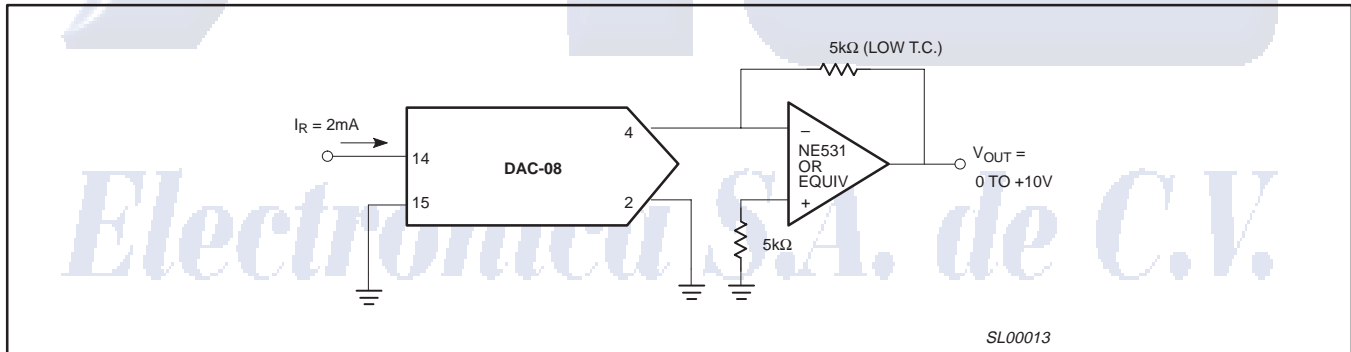 5kΩ (LOW T.C.)
I_R = 2mA
14
15
DAC-08
4
2
–
NE531
OR
EQUIV
+
5kΩ
V_OUT =
0 TO +10V
Electrónica S.A. de C.V.
SL00013